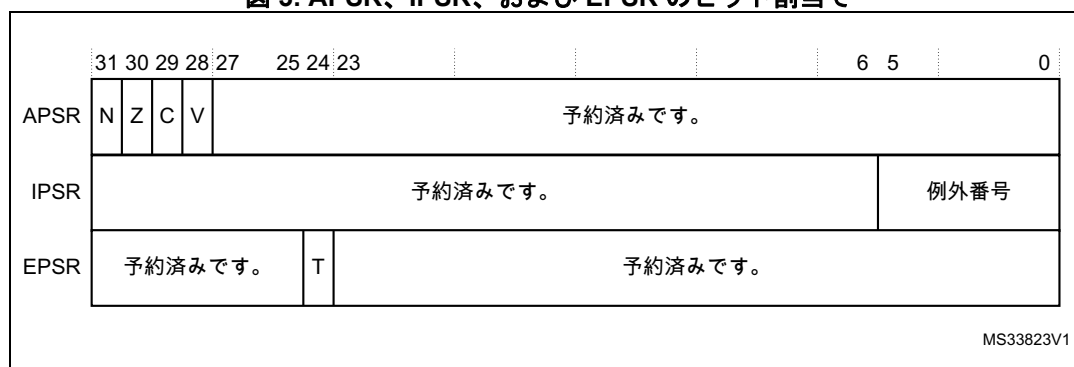 図 3. APSR、IPSR、および EPSR のビット割当て
31 30 29 28 27 25 24 23 6 5 0
APSR N Z C V 予約済みです。
IPSR 予約済みです。 例外番号
EPSR 予約済みです。 T 予約済みです。
MS33823V1